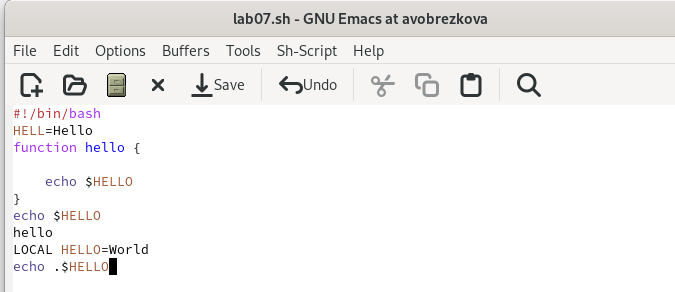 lab07.sh - GNU Emacs at avobrezkova
File Edit Options Buffers Tools Sh-Script Help
Save Undo
#!/bin/bash
HELL=Hello
function hello {
echo $HELLO
}
echo $HELLO
hello
LOCAL HELLO=World
echo .$HELLO